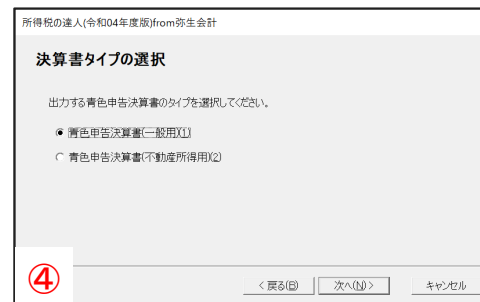 所得税の達人(令和04年度版)from弥生会計
決算書タイプの選択
出力する青色申告決算書のタイプを選択してください。
青色申告決算書(一般用)(1)
青色申告決算書(不動産所得用)(2)
④
< 戻る(B) 次へ(N) > キャンセル